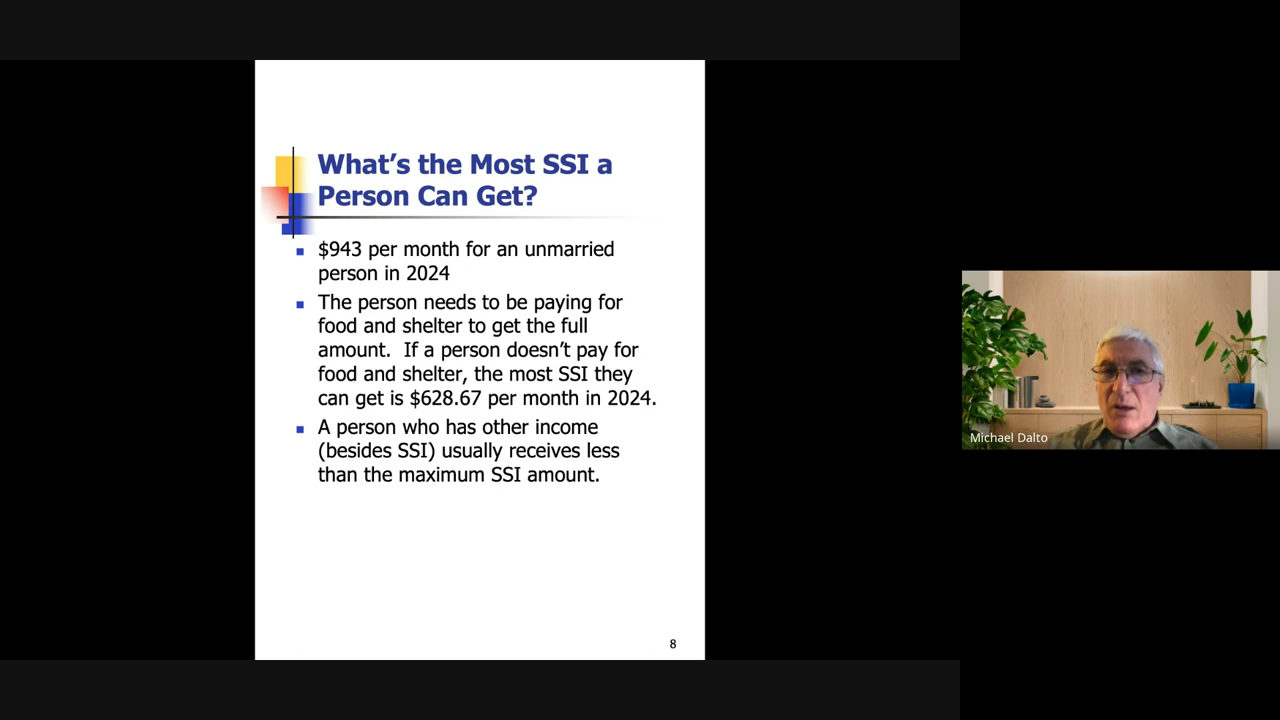 What’s the Most SSI a
Person Can Get?
$943 per month for an unmarried
person in 2024
The person needs to be paying for
food and shelter to get the full
amount.  If a person doesn’t pay for
food and shelter, the most SSI they
can get is $628.67 per month in 2024.
A person who has other income
(besides SSI) usually receives less
than the maximum SSI amount.
8
Michael Dalto